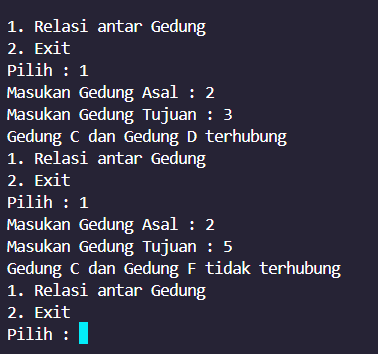 1. Relasi antar Gedung
2. Exit
Pilih : 1
Masukan Gedung Asal : 2
Masukan Gedung Tujuan : 3
Gedung C dan Gedung D terhubung
1. Relasi antar Gedung
2. Exit
Pilih : 1
Masukan Gedung Asal : 2
Masukan Gedung Tujuan : 5
Gedung C dan Gedung F tidak terhubung
1. Relasi antar Gedung
2. Exit
Pilih :